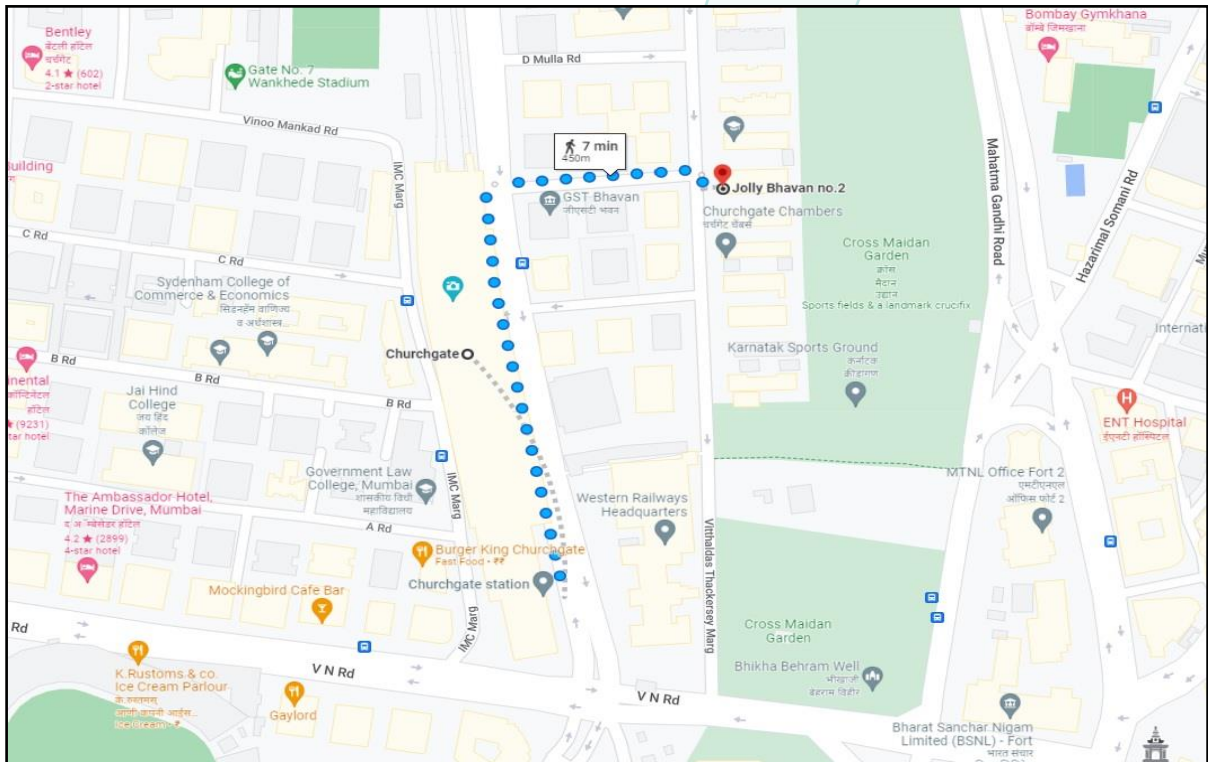 Bentley
बेंटली हॉटेल
चर्चगेट
4.1 ★ (602)
2-star hotel
Gate No. 7
Wankhede Stadium
D Mulla Rd
Bombay Gymkhana
बॉम्बे जिमखाना
Vinoo Mankad Rd
IMC Marg
7 min
450m
Building
Jolly Bhavan no.2
GST Bhavan
जीएसटी भवन
Churchgate Chambers
चर्चगेट चेंबर्स
Mahatma Gandhi Road
Hazarimal Somani Rd
C Rd
C Rd
Cross Maidan
Garden
क्रॉस
मैदान
उद्यान
Sports fields & a landmark crucifix
Sydenham College of
Commerce & Economics
सिडनहॅम वाणिज्य
व अर्थशास्त्र...
Internati
Churchgate
Karnatak Sports Ground
कर्नाटक
क्रीडांगण
B Rd
B Rd
inental
कॉन्टिनेंटल
हॉटेल
★ (9231)
tar hotel
Jai Hind
College
जय हिंद
कॉलेज
H
ENT Hospital
ईएनटी हॉस्पिटल
Government Law
College, Mumbai
शासकीय विधी
महाविद्यालय
IMC Marg
MTNL Office Fort 2
एमटीएनएल
ऑफिस फोर्ट 2
The Ambassador Hotel,
Marine Drive, Mumbai
4.2 ★ (2899)
4-star hotel
A Rd
Western Railways
Headquarters
Vitthaldas Thackersey Marg
Burger King Churchgate
Fast Food • ₹₹
Churchgate station
Mockingbird Cafe Bar
IMC Marg
Rd
Cross Maidan
Garden
V N Rd
V N Rd
Bhikha Behram Well
भीखाजी
बेहराम विहीर
K Rustoms & co.
Ice Cream Parlour
के रुस्तमस्
Ice Cream • ₹
Gaylord
Bharat Sanchar Nigam
Limited (BSNL) - Fort
भारत संचार